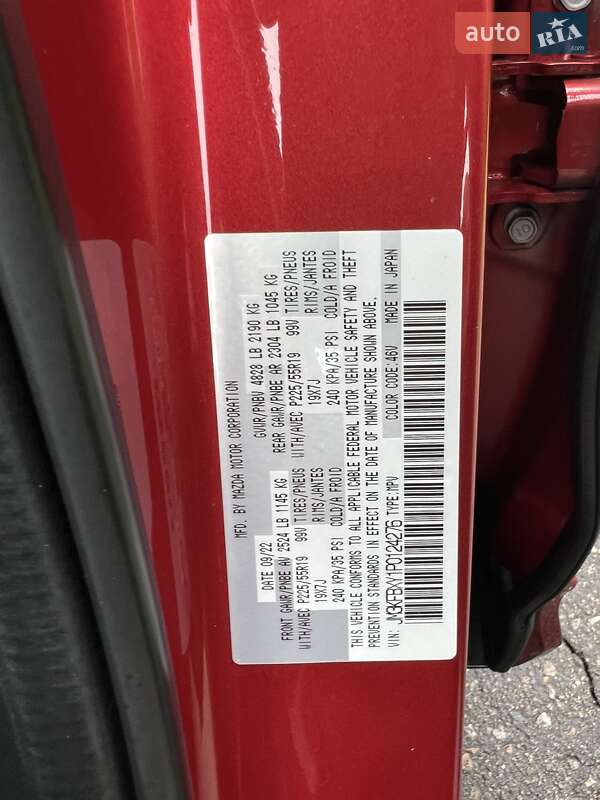 auto RIA.com
10
MFD. BY MAZDA MOTOR CORPORATION
DATE 09/22 GVWR/PNBV 4828 LB 2190 KG
FRONT GAWR/PNBE AV 2524 LB 1145 KG REAR GAWR/PNBE AR 2304 LB 1045 KG
WITH/AVEC P225/55R19 99V TIRES/PNEUS WITH/AVEC P225/55R19 99V TIRES/PNEUS
19X7J RIMS/JANTES 19X7J RIMS/JANTES
240 KPA/35 PSI COLD/A FROID 240 KPA/35 PSI COLD/A FROID
THIS VEHICLE CONFORMS TO ALL APPLICABLE FEDERAL MOTOR VEHICLE SAFETY AND THEFT
PREVENTION STANDARDS IN EFFECT ON THE DATE OF MANUFACTURE SHOWN ABOVE.
VIN: JM3KFBXY1P0124276 TYPE:MPV COLOR CODE:46V MADE IN JAPAN